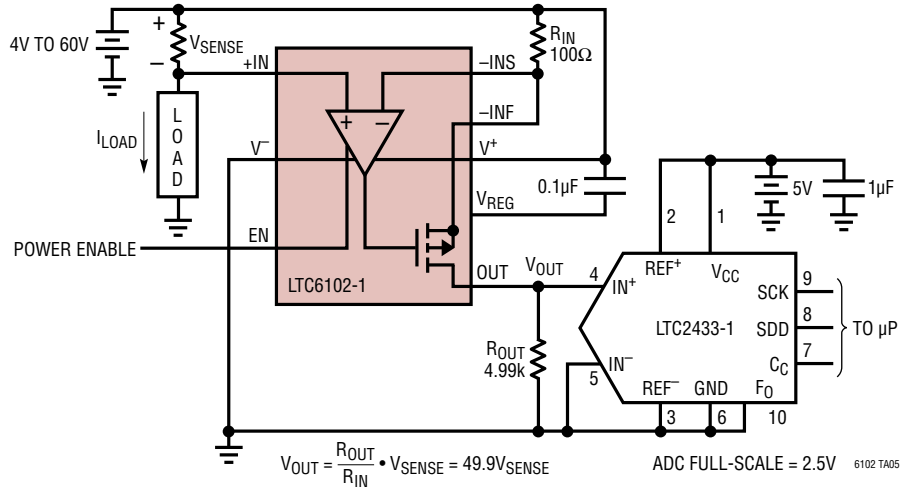 +
4V TO 60V
VSENSE
–
RIN
100Ω
+IN
–INS
+ –
–INF
ILOAD
L
O
A
D
V–
V+
0.1µF
VREG
5V
1µF
2
1
POWER ENABLE
EN
LTC6102-1
OUT
VOUT
4
IN+
REF+
VCC
SCK
9
LTC2433-1
SDD
8
TO µP
CC
7
ROUT
4.99k
IN–
5
REF–
GND
FO
3
6
10
VOUT = ROUT/RIN • VSENSE = 49.9VSENSE
ADC FULL-SCALE = 2.5V
6102 TA05